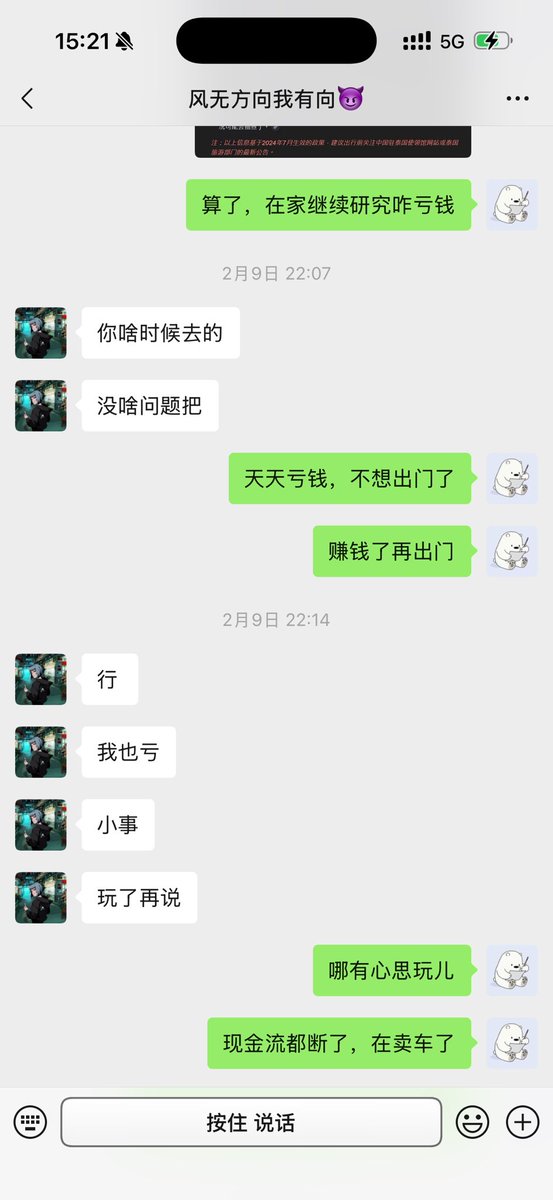 15:21
5G
风无方向我有向😈
注：以上信息基于2024年7月生效的政策，建议出行前关注中国驻泰国使领馆网站或泰国
旅游部门的最新公告。
算了，在家继续研究咋亏钱
2月9日 22:07
你啥时候去的
没啥问题把
天天亏钱，不想出门了
赚钱了再出门
2月9日 22:14
行
我也亏
小事
玩了再说
哪有心思玩儿
现金流都断了，在卖车了
按住 说话